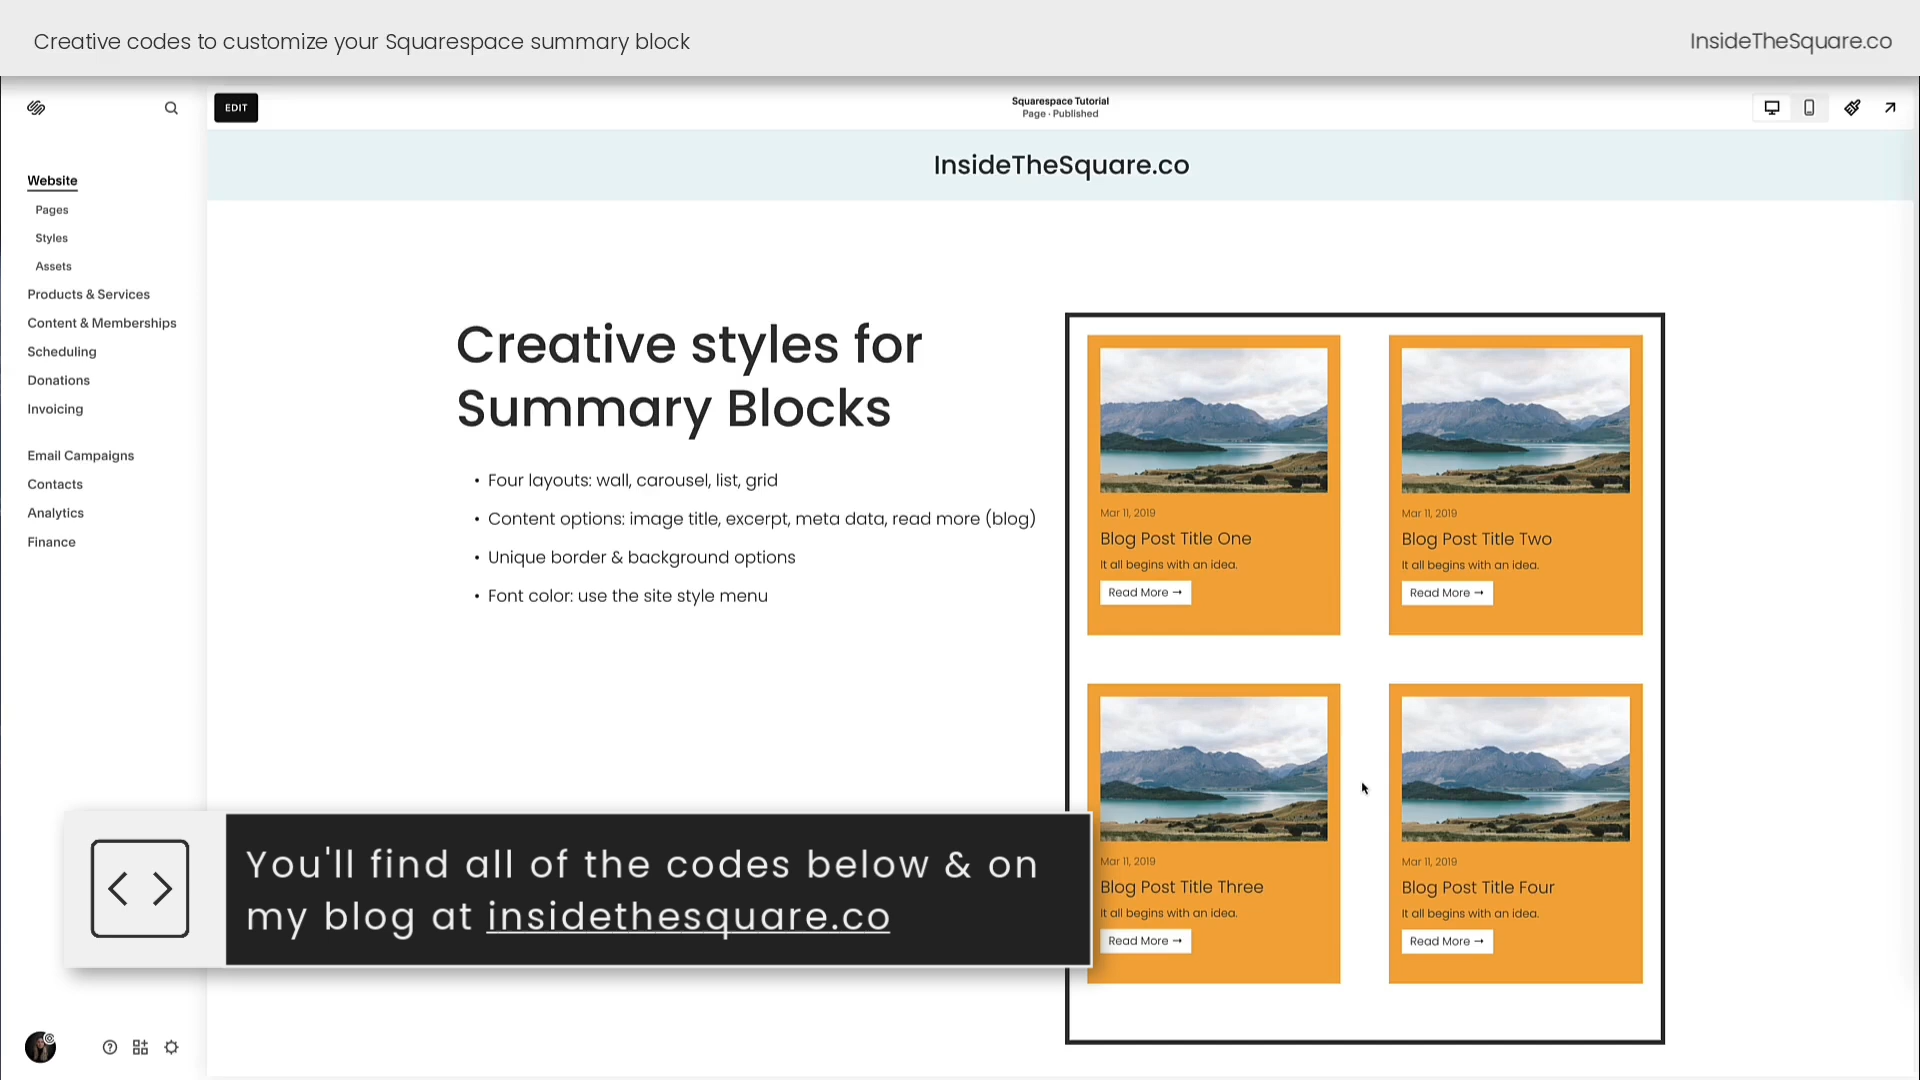 Creative codes to customize your Squarespace summary block
InsideTheSquare.co
EDIT
Squarespace Tutorial
Page · Published
Website
Pages
Styles
Assets
Products & Services
Content & Memberships
Scheduling
Donations
Invoicing
Email Campaigns
Contacts
Analytics
Finance
InsideTheSquare.co
Creative styles for
Summary Blocks
• Four layouts: wall, carousel, list, grid
• Content options: image title, excerpt, meta data, read more (blog)
• Unique border & background options
• Font color: use the site style menu
Mar 11, 2019
Blog Post Title One
It all begins with an idea.
Read More →
Mar 11, 2019
Blog Post Title Two
It all begins with an idea.
Read More →
Mar 11, 2019
Blog Post Title Three
It all begins with an idea.
Read More →
Mar 11, 2019
Blog Post Title Four
It all begins with an idea.
Read More →
You'll find all of the codes below & on
my blog at insidethesquare.co